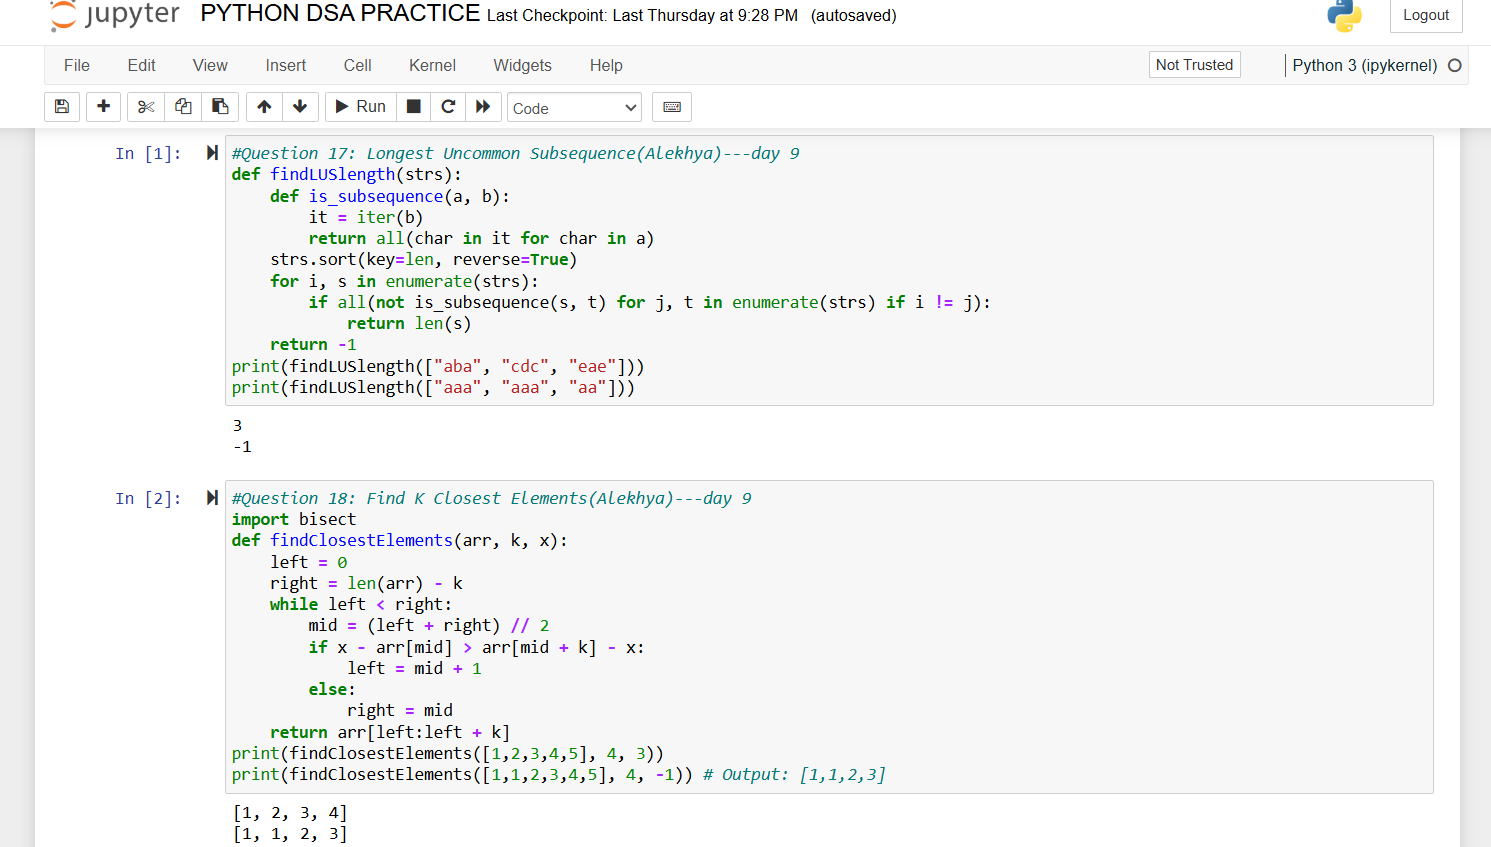 jupyter PYTHON DSA PRACTICE Last Checkpoint: Last Thursday at 9:28 PM (autosaved) Logout
File Edit View Insert Cell Kernel Widgets Help Not Trusted Python 3 (ipykernel)
Run Code
In [1]: #Question 17: Longest Uncommon Subsequence(Alekhya)---day 9
def findLUSlength(strs):
    def is_subsequence(a, b):
        it = iter(b)
        return all(char in it for char in a)
    strs.sort(key=len, reverse=True)
    for i, s in enumerate(strs):
        if all(not is_subsequence(s, t) for j, t in enumerate(strs) if i != j):
            return len(s)
    return -1
print(findLUSlength(["aba", "cdc", "eae"]))
print(findLUSlength(["aaa", "aaa", "aa"]))
3
-1
In [2]: #Question 18: Find K Closest Elements(Alekhya)---day 9
import bisect
def findClosestElements(arr, k, x):
    left = 0
    right = len(arr) - k
    while left < right:
        mid = (left + right) // 2
        if x - arr[mid] > arr[mid + k] - x:
            left = mid + 1
        else:
            right = mid
    return arr[left:left + k]
print(findClosestElements([1,2,3,4,5], 4, 3))
print(findClosestElements([1,1,2,3,4,5], 4, -1)) # Output: [1,1,2,3]
[1, 2, 3, 4]
[1, 1, 2, 3]